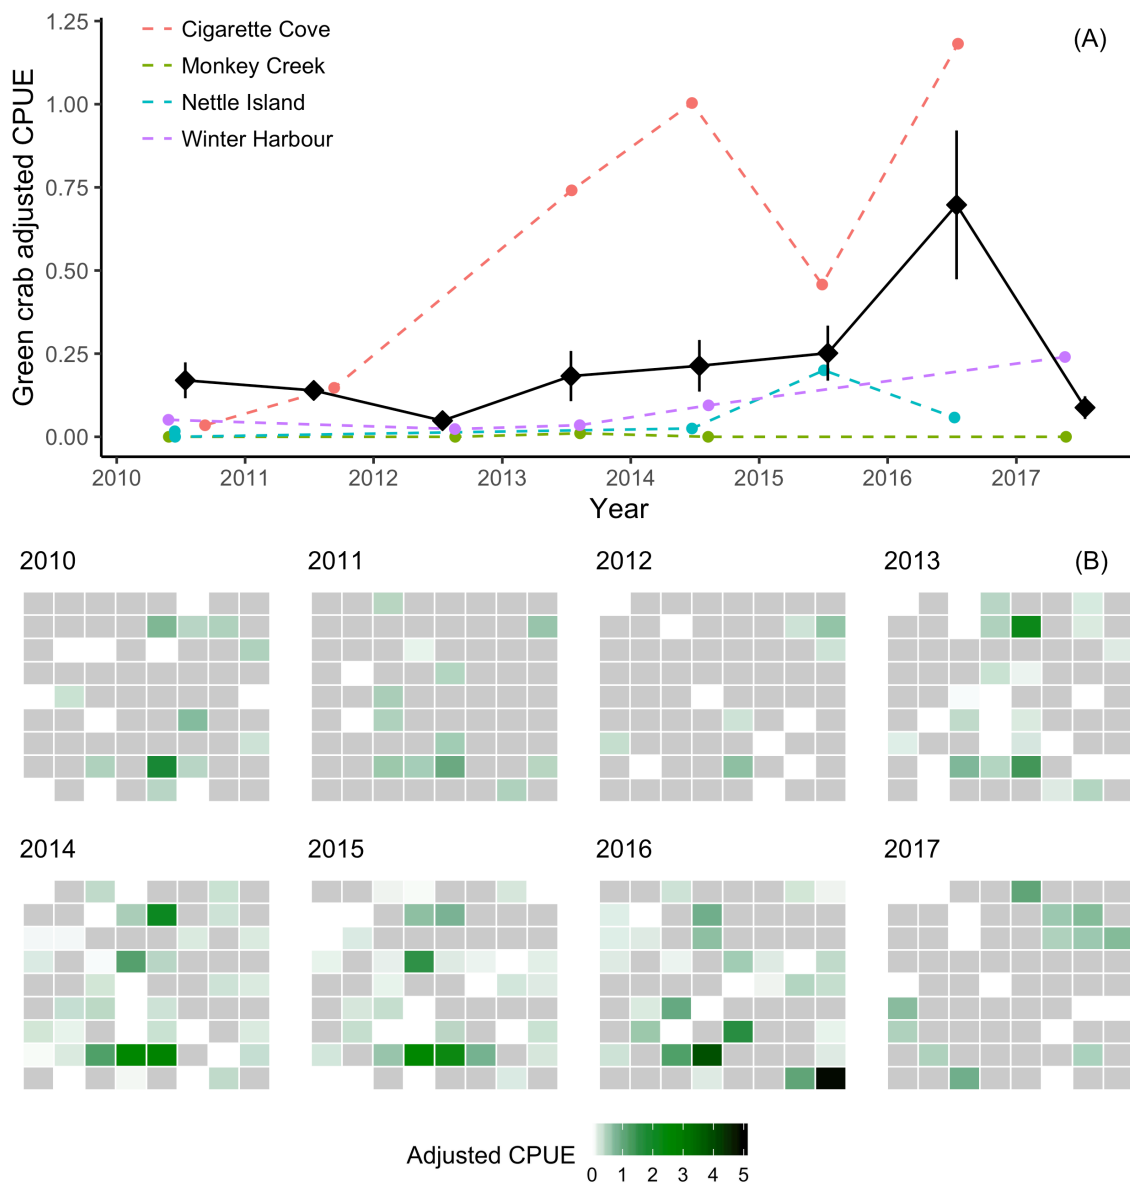 (A)
Green crab adjusted CPUE
1.25
1.00
0.75
0.50
0.25
0.00
Cigarette Cove
Monkey Creek
Nettle Island
Winter Harbour
2010 2011 2012 2013 2014 2015 2016 2017
Year
2010 2011 2012 2013 (B)
2014 2015 2016 2017
Adjusted CPUE
0 1 2 3 4 5